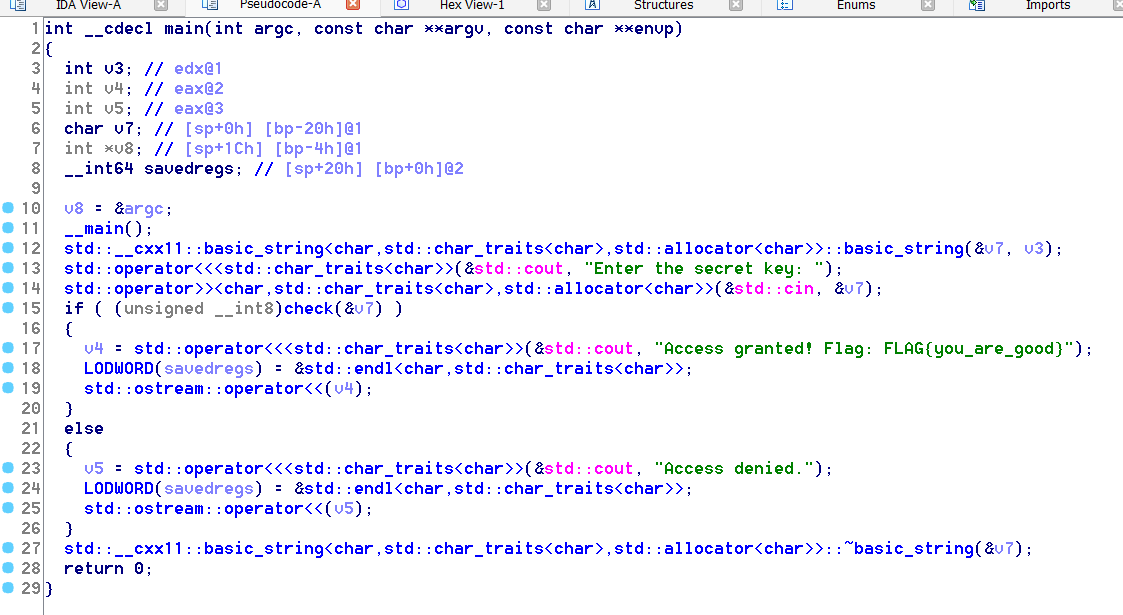 IDA View-A Pseudocode-A Hex View-1 Structures Enums Imports
1 int __cdecl main(int argc, const char **argv, const char **envp)
2 {
3   int v3; // edx@1
4   int v4; // eax@2
5   int v5; // eax@3
6   char v7; // [sp+0h] [bp-20h]@1
7   int *v8; // [sp+1Ch] [bp-4h]@1
8   __int64 savedregs; // [sp+20h] [bp+0h]@2
9
10   v8 = &argc;
11   __main();
12   std::__cxx11::basic_string<char,std::char_traits<char>,std::allocator<char>>::basic_string(&v7, v3);
13   std::operator<<<std::char_traits<char>>(&std::cout, "Enter the secret key: ");
14   std::operator>><char,std::char_traits<char>,std::allocator<char>>(&std::cin, &v7);
15   if ( (unsigned __int8)check(&v7) )
16   {
17     v4 = std::operator<<<std::char_traits<char>>(&std::cout, "Access granted! Flag: FLAG{you_are_good}");
18     LODWORD(savedregs) = &std::endl<char,std::char_traits<char>>;
19     std::ostream::operator<<(v4);
20   }
21   else
22   {
23     v5 = std::operator<<<std::char_traits<char>>(&std::cout, "Access denied.");
24     LODWORD(savedregs) = &std::endl<char,std::char_traits<char>>;
25     std::ostream::operator<<(v5);
26   }
27   std::__cxx11::basic_string<char,std::char_traits<char>,std::allocator<char>>::~basic_string(&v7);
28   return 0;
29 }